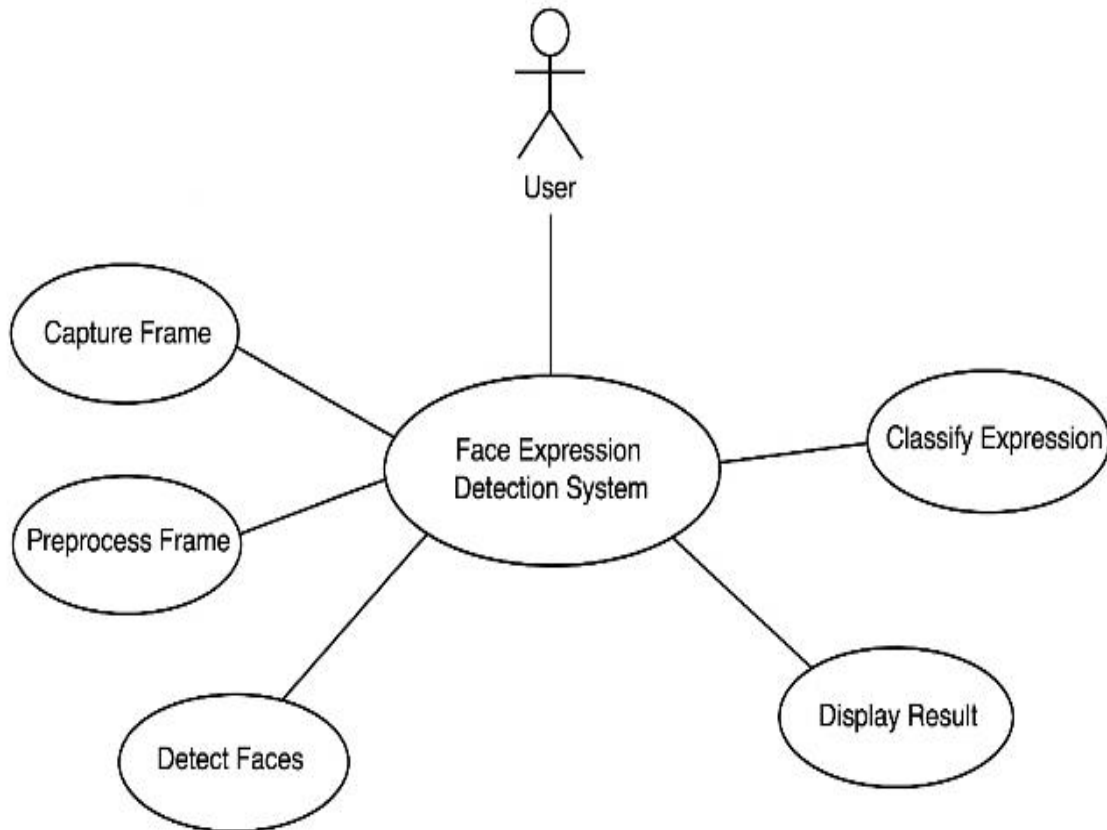 User
Capture Frame
Face Expression
Detection System
Classify Expression
Preprocess Frame
Display Result
Detect Faces